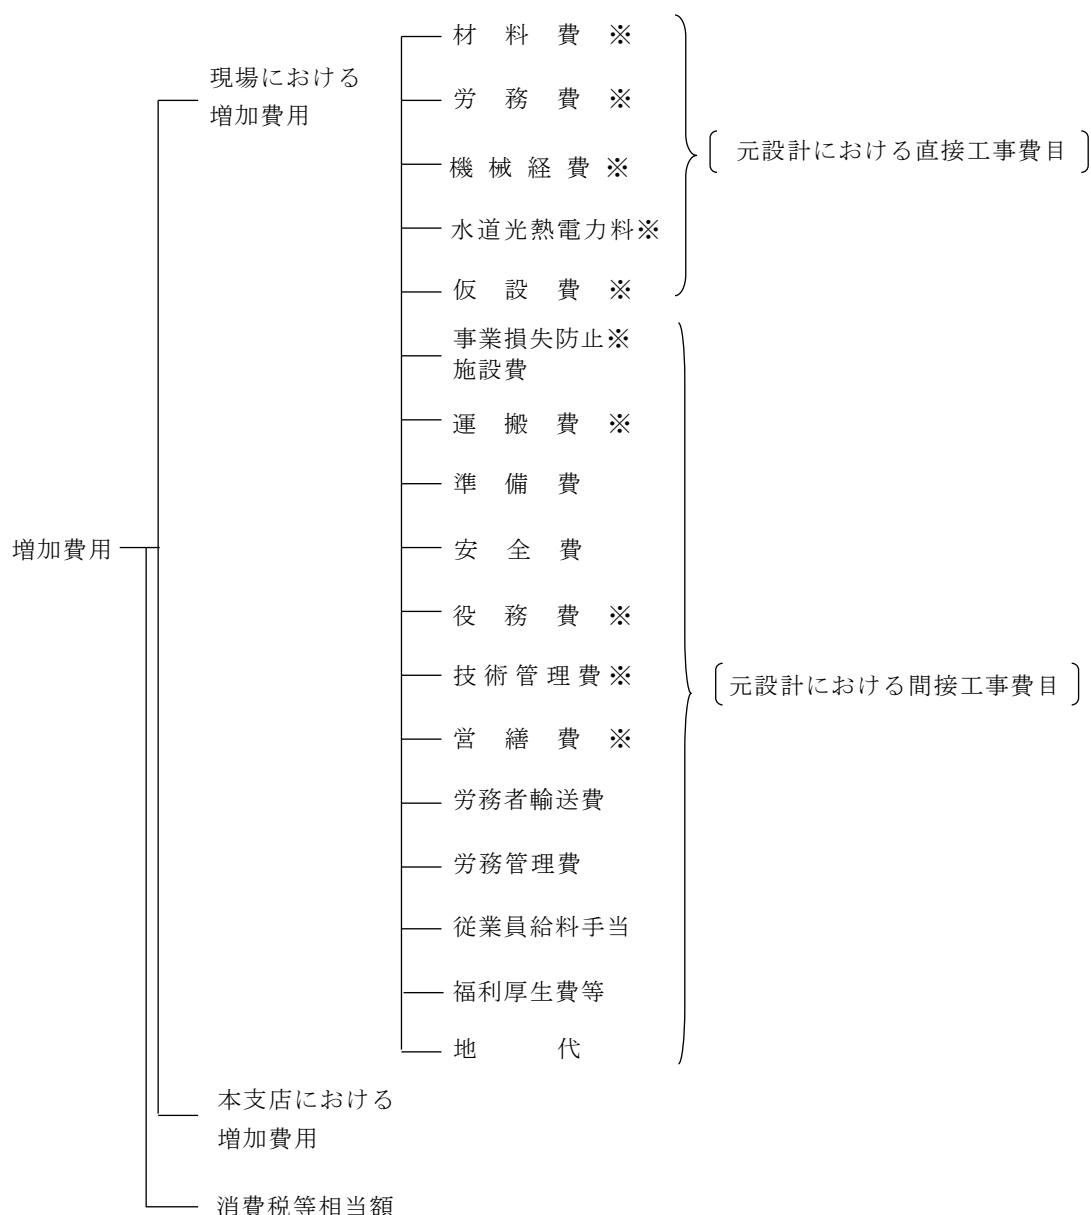 材料費※
現場における
増加費用
労務費※
〔元設計における直接工事費目〕
機械経費※
水道光熱電力料※
仮設費※
事業損失防止※
施設費
運搬費※
準備費
増加費用
安全費
役務費※
技術管理費※
〔元設計における間接工事費目〕
営繕費※
労務者輸送費
労務管理費
従業員給料手当
福利厚生費等
地代
本支店における
増加費用
消費税等相当額